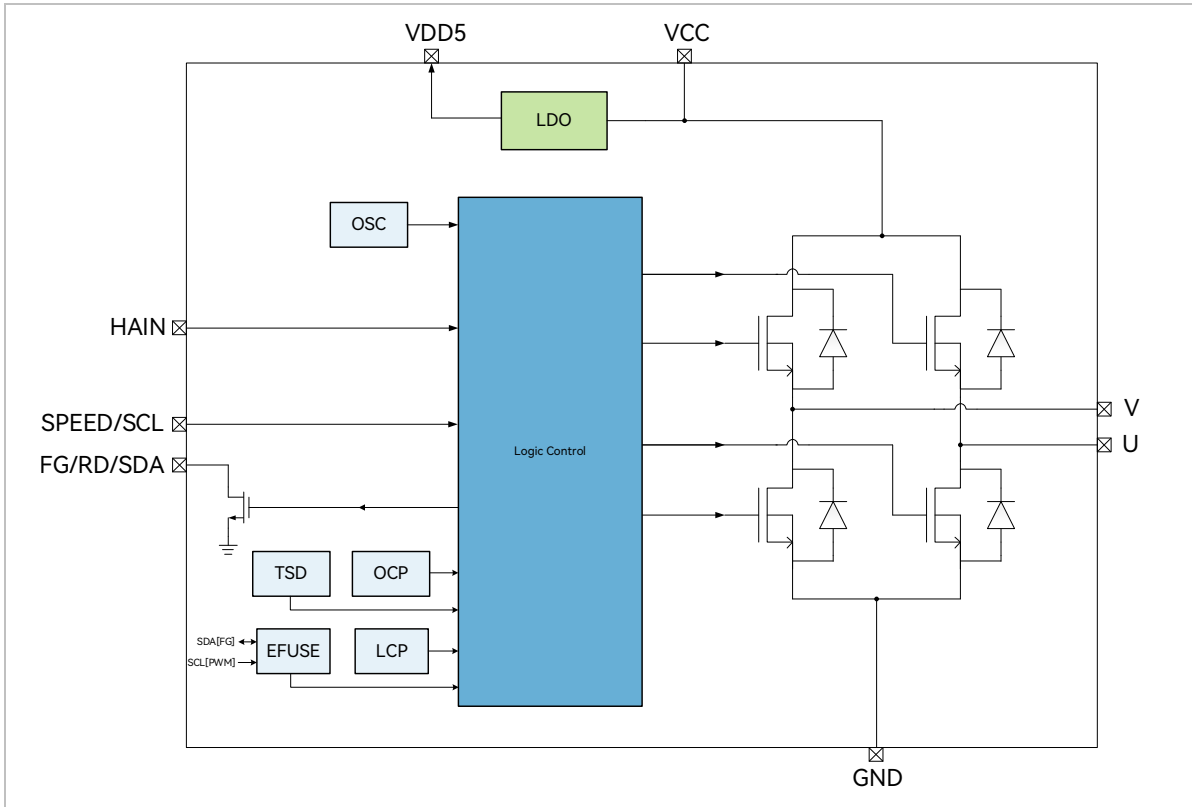 VDD5
VCC
LDO
OSC
HAIN
SPEED/SCL
FG/RD/SDA
Logic Control
V
U
TSD
OCP
SDA[FG]
SCL[PWM]
EFUSE
LCP
GND